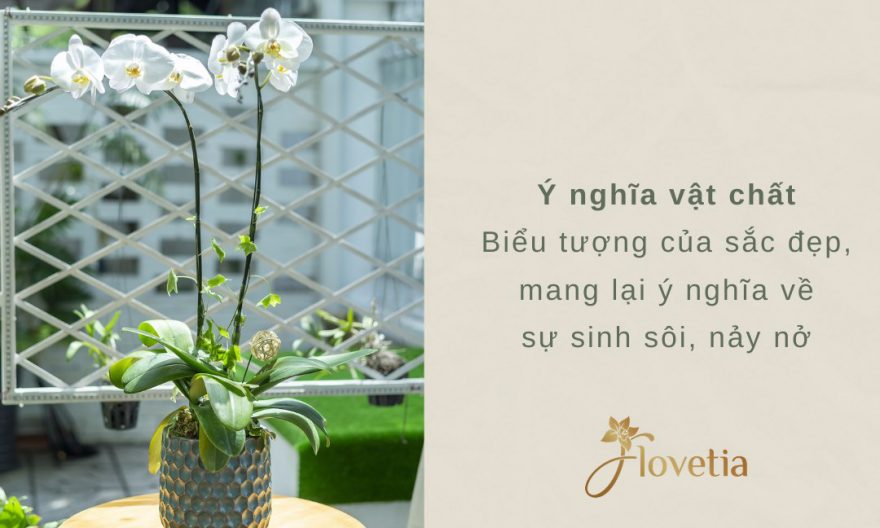 Ý nghĩa vật chất
Biểu tượng của sắc đẹp,
mang lại ý nghĩa về
sự sinh sôi, nảy nở
flovetia